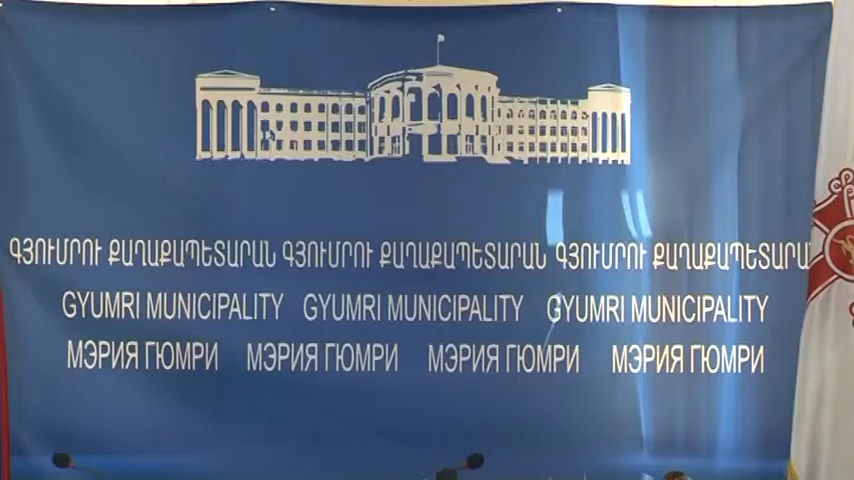 ԳՅՈՒՄՐՈՒ ՔԱՂԱՔԱՊԵՏԱՐԱՆ ԳՅՈՒՄՐՈՒ ՔԱՂԱՔԱՊԵՏԱՐԱՆ ԳՅՈՒՄՐՈՒ ՔԱՂԱՔԱՊԵՏԱՐԱ
GYUMRI MUNICIPALITY GYUMRI MUNICIPALITY GYUMRI MUNICIPALITY
МЭРИЯ ГЮМРИ МЭРИЯ ГЮМРИ МЭРИЯ ГЮМРИ МЭРИЯ ГЮМРИ